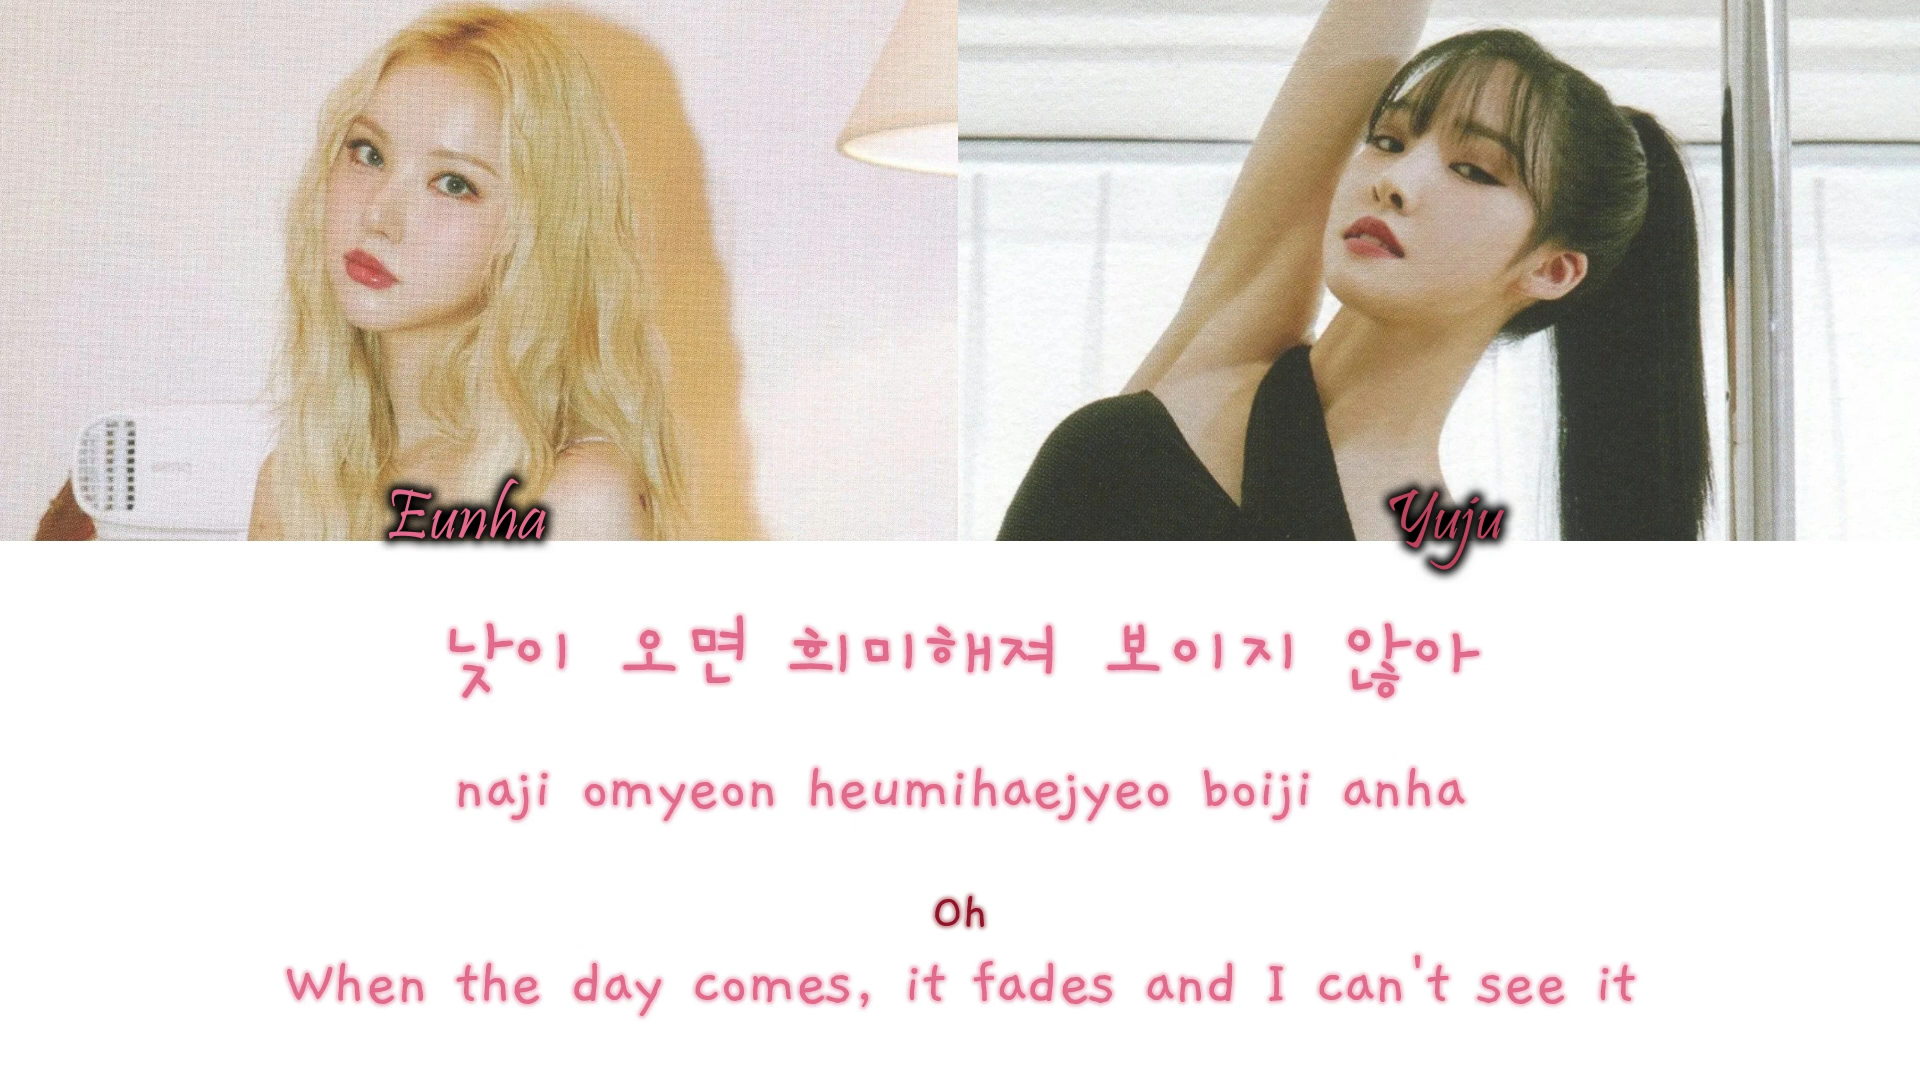 Eunha
Yuju
낮이 오면 희미해져 보이지 않아
naji omyeon heumihaejyeo boiji anha
Oh
When the day comes, it fades and I can't see it